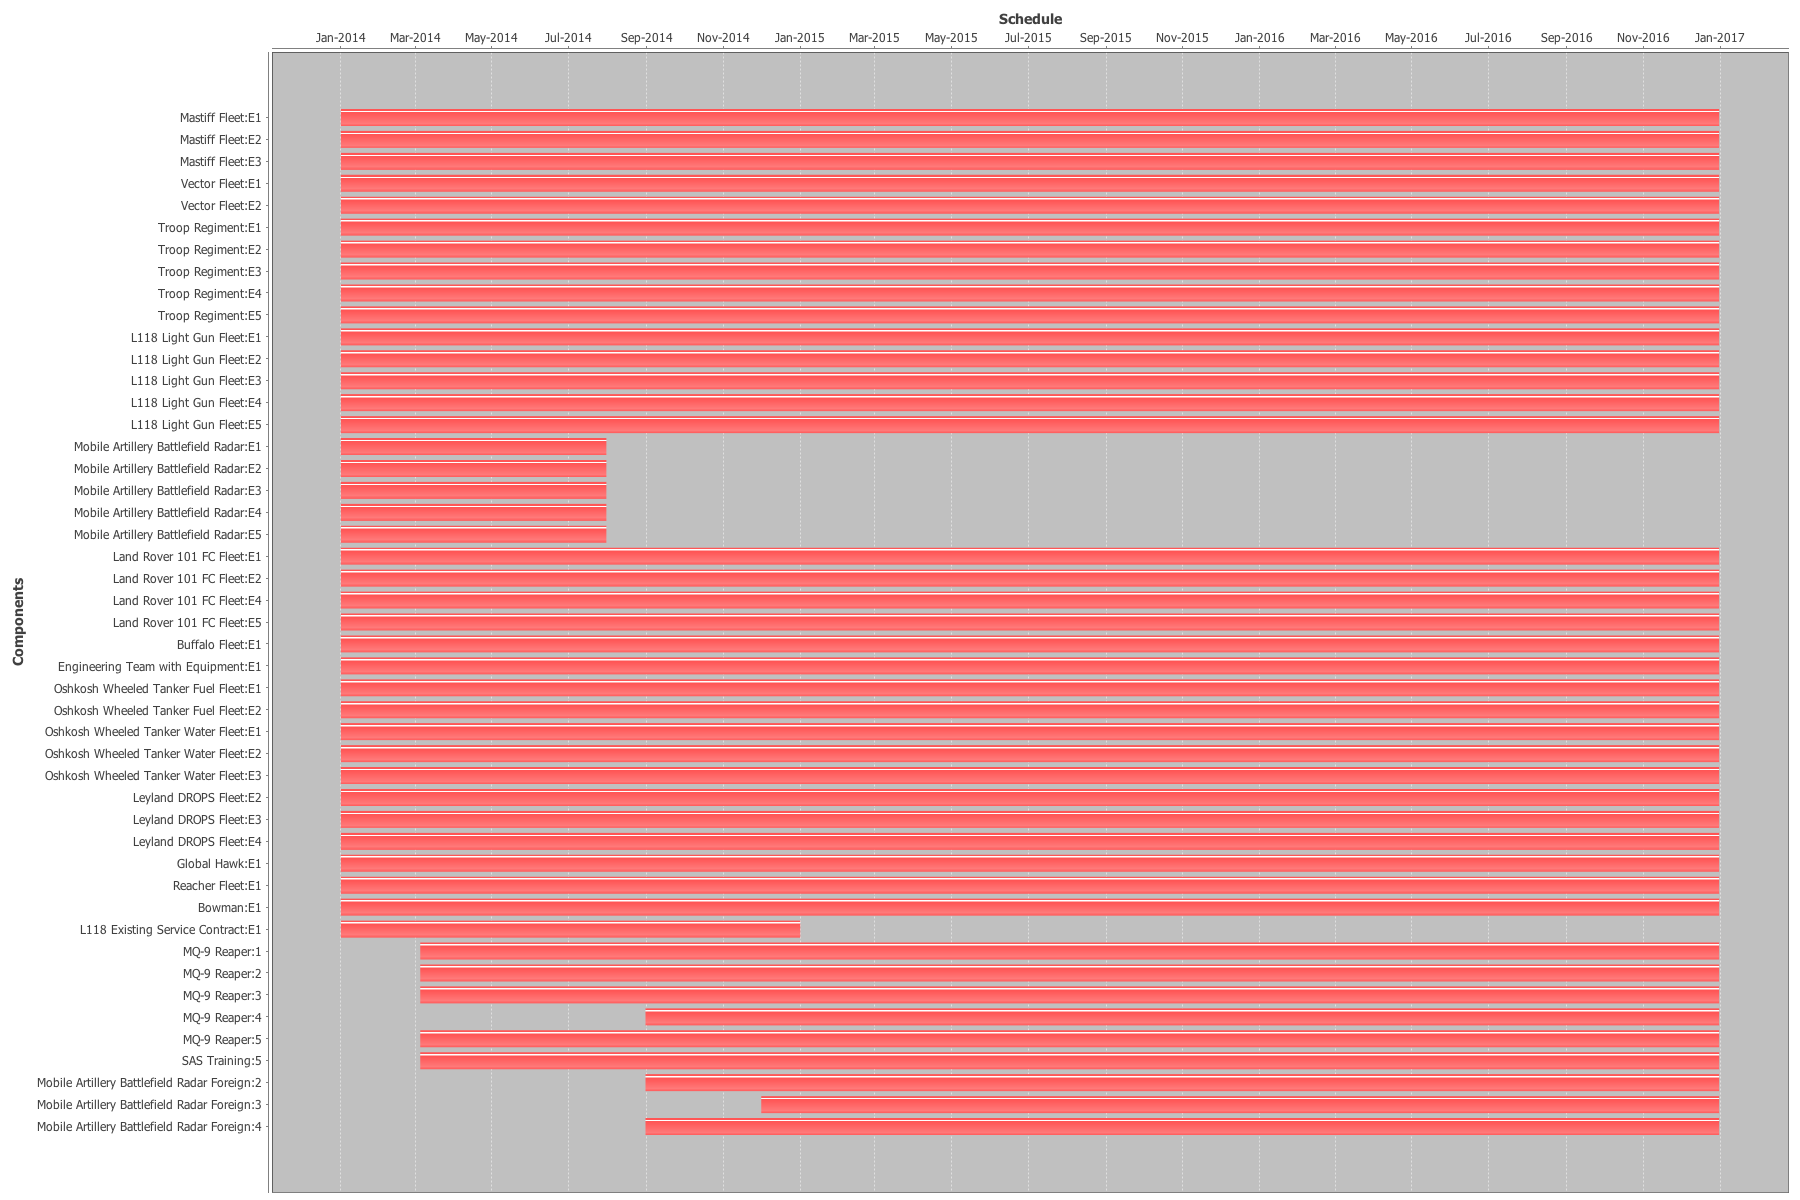 Schedule
Jan-2014 Mar-2014 May-2014 Jul-2014 Sep-2014 Nov-2014 Jan-2015 Mar-2015 May-2015 Jul-2015 Sep-2015 Nov-2015 Jan-2016 Mar-2016 May-2016 Jul-2016 Sep-2016 Nov-2016 Jan-2017
Components
Mastiff Fleet:E1
Mastiff Fleet:E2
Mastiff Fleet:E3
Vector Fleet:E1
Vector Fleet:E2
Troop Regiment:E1
Troop Regiment:E2
Troop Regiment:E3
Troop Regiment:E4
Troop Regiment:E5
L118 Light Gun Fleet:E1
L118 Light Gun Fleet:E2
L118 Light Gun Fleet:E3
L118 Light Gun Fleet:E4
L118 Light Gun Fleet:E5
Mobile Artillery Battlefield Radar:E1
Mobile Artillery Battlefield Radar:E2
Mobile Artillery Battlefield Radar:E3
Mobile Artillery Battlefield Radar:E4
Mobile Artillery Battlefield Radar:E5
Land Rover 101 FC Fleet:E1
Land Rover 101 FC Fleet:E2
Land Rover 101 FC Fleet:E4
Land Rover 101 FC Fleet:E5
Buffalo Fleet:E1
Engineering Team with Equipment:E1
Oshkosh Wheeled Tanker Fuel Fleet:E1
Oshkosh Wheeled Tanker Fuel Fleet:E2
Oshkosh Wheeled Tanker Water Fleet:E1
Oshkosh Wheeled Tanker Water Fleet:E2
Oshkosh Wheeled Tanker Water Fleet:E3
Leyland DROPS Fleet:E2
Leyland DROPS Fleet:E3
Leyland DROPS Fleet:E4
Global Hawk:E1
Reacher Fleet:E1
Bowman:E1
L118 Existing Service Contract:E1
MQ-9 Reaper:1
MQ-9 Reaper:2
MQ-9 Reaper:3
MQ-9 Reaper:4
MQ-9 Reaper:5
SAS Training:5
Mobile Artillery Battlefield Radar Foreign:2
Mobile Artillery Battlefield Radar Foreign:3
Mobile Artillery Battlefield Radar Foreign:4